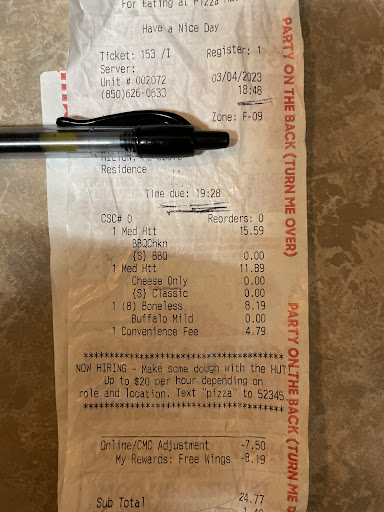 For Eating at Pizza Hut
Have a Nice Day
Ticket: 153 /I Register: 1
Server:
Unit # 002072 03/04/2023
(850)626-0633 18:48
Zone: F-09
Residence
Time due: 19:28
CSC# 0 Reorders: 0
1 Med Htt 15.59
BBQChkn
{S} BBQ 0.00
1 Med Htt 11.89
Cheese Only 0.00
{S} Classic 0.00
1 (8) Boneless 8.19
Buffalo Mild 0.00
1 Convenience Fee 4.79
****************************************
NOW HIRING - Make some dough with the HUT
Up to $20 per hour depending on
role and location. Text "pizza" to 52345
****************************************
Online/CMC Adjustment -7.50
My Rewards: Free Wings -8.19
Sub Total 24.77
PARTY ON THE BACK (TURN ME OVER)
PARTY ON THE BACK (TURN ME